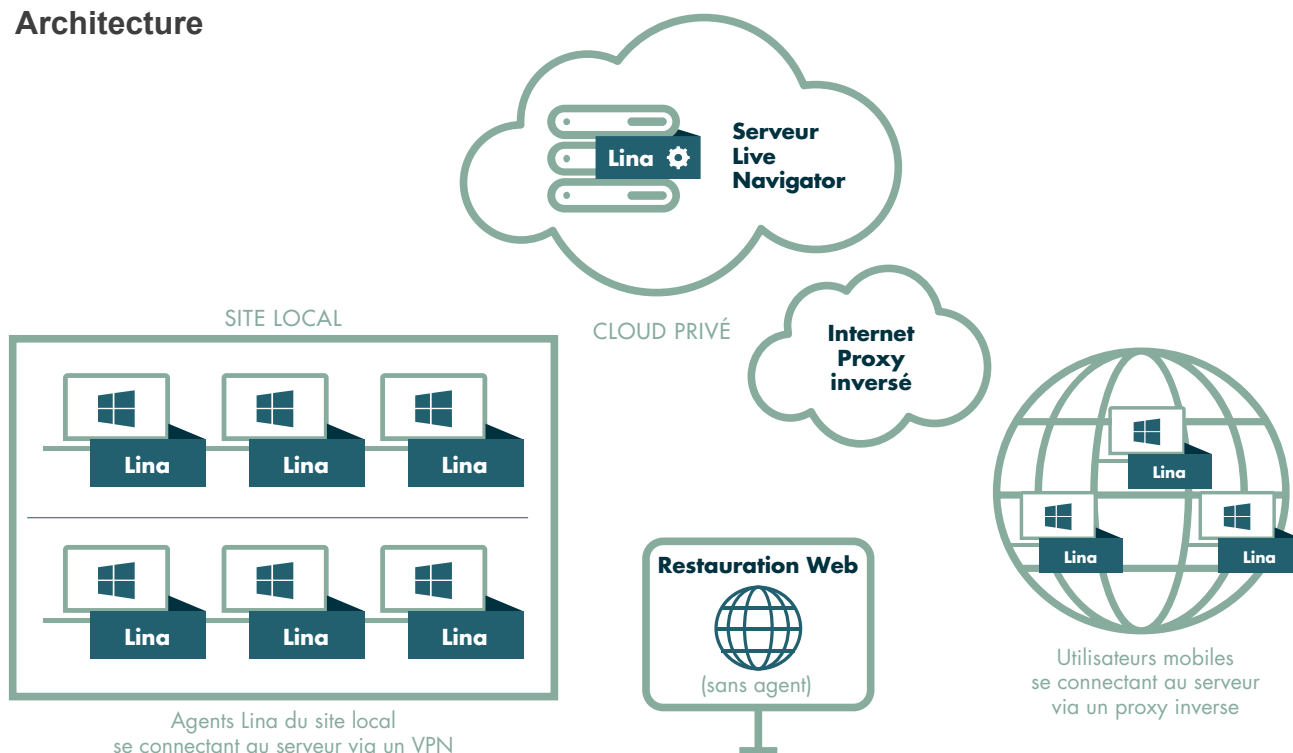 Architecture
Lina
Serveur
Live
Navigator
SITE LOCAL
CLOUD PRIVÉ
Internet
Proxy
inversé
Lina
Lina
Lina
Lina
Lina
Lina
Agents Lina du site local
se connectant au serveur via un VPN
Restauration Web
(sans agent)
Lina
Lina
Lina
Utilisateurs mobiles
se connectant au serveur
via un proxy inverse